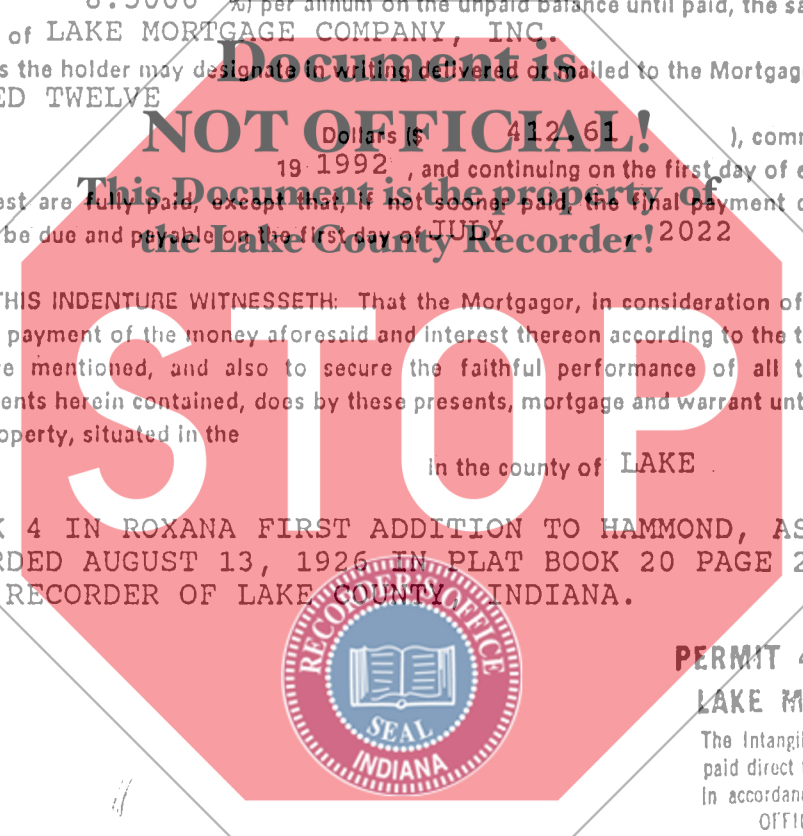 8.5000 %) per annum on the unpaid balance until paid, the sa
of LAKE MORTGAGE COMPANY, INC.
Document is
s the holder may designate in writing delivered or mailed to the Mortgag
ED TWELVE
NOT OFFICIAL!
Dollars ($ 412.61 ), comm
19 1992 , and continuing on the first day of e
This Document is the property of
est are fully paid, except that, if not sooner paid, the final payment o
the Lake County Recorder!
be due and payable on the first day of JULY , 2022
THIS INDENTURE WITNESSETH: That the Mortgagor, in consideration of
payment of the money aforesaid and interest thereon according to the t
e mentioned, and also to secure the faithful performance of all t
ents herein contained, does by these presents, mortgage and warrant unt
operty, situated in the
STOP
in the county of LAKE
K 4 IN ROXANA FIRST ADDITION TO HAMMOND, AS
RDED AUGUST 13, 1926 IN PLAT BOOK 20 PAGE 2
RECORDER OF LAKE COUNTY, INDIANA.
RECORDER'S OFFICE
SEAL
INDIANA
PERMIT 4
LAKE M
The Intangi
paid direct
In accordan
OFFI